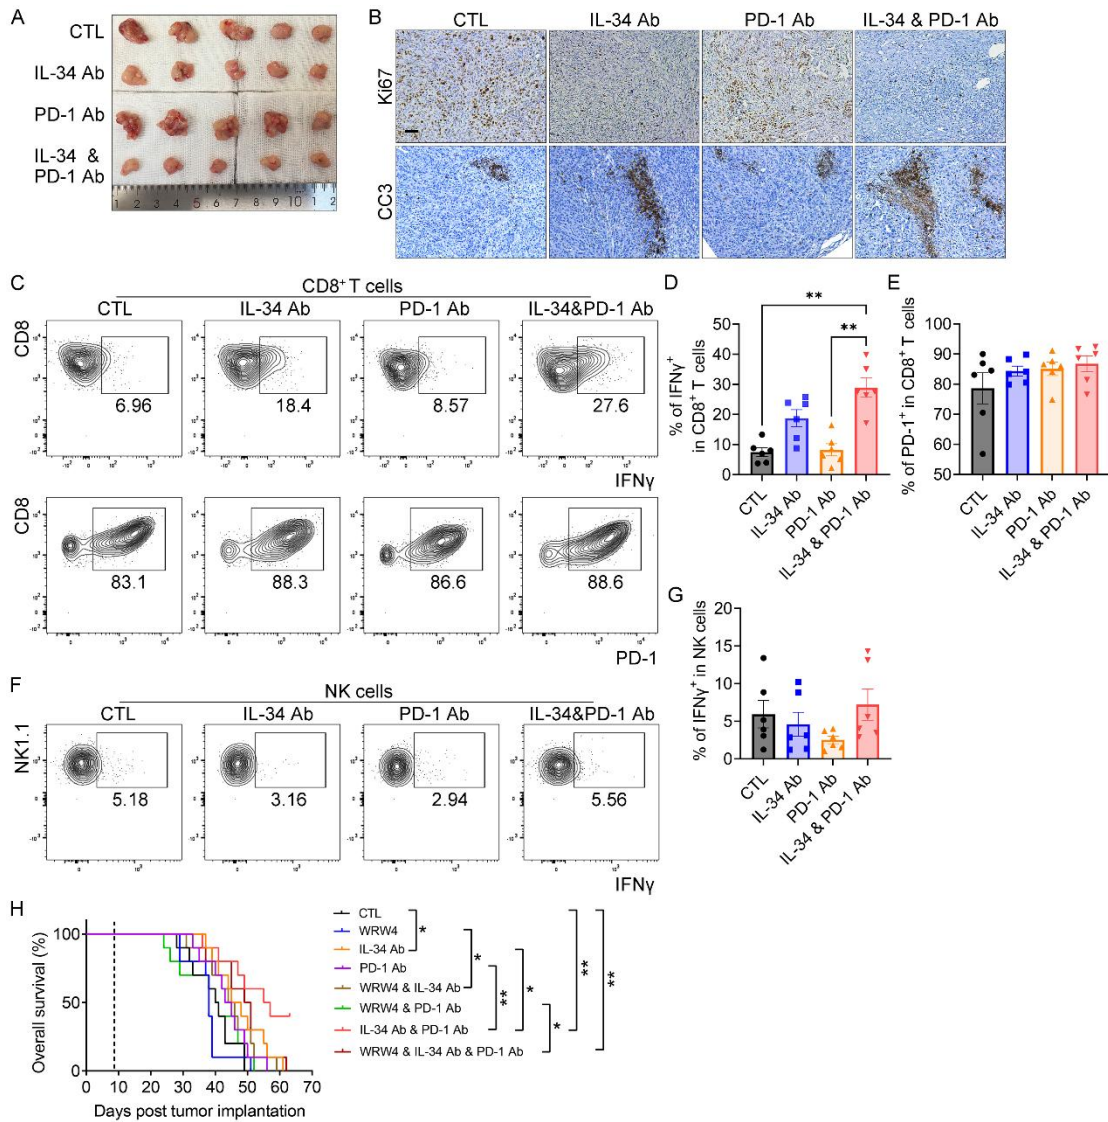 A
CTL
IL-34 Ab
PD-1 Ab
IL-34 &
PD-1 Ab
1 2 3 4 5 6 7 8 9 10 1 2
B
CTL IL-34 Ab PD-1 Ab IL-34 & PD-1 Ab
Ki67
CC3
C
CD8⁺ T cells
CTL IL-34 Ab PD-1 Ab IL-34&PD-1 Ab
CD8
6.96 18.4 8.57 27.6
IFNγ
CD8
83.1 88.3 86.6 88.6
PD-1
D
** 
**
% of IFNγ⁺
in CD8⁺ T cells
50
40
30
20
10
0
CTL
IL-34 Ab
PD-1 Ab
IL-34 & PD-1 Ab
E
% of PD-1⁺ in CD8⁺ T cells
100
90
80
70
60
50
CTL
IL-34 Ab
PD-1 Ab
IL-34 & PD-1 Ab
F
NK cells
CTL IL-34 Ab PD-1 Ab IL-34&PD-1 Ab
NK1.1
5.18 3.16 2.94 5.56
IFNγ
G
% of IFNγ⁺ in NK cells
20
15
10
5
0
CTL
IL-34 Ab
PD-1 Ab
IL-34 & PD-1 Ab
H
Overall survival (%)
100
50
0
0 10 20 30 40 50 60 70
Days post tumor implantation
CTL
WRW4
IL-34 Ab
PD-1 Ab
WRW4 & IL-34 Ab
WRW4 & PD-1 Ab
IL-34 Ab & PD-1 Ab
WRW4 & IL-34 Ab & PD-1 Ab
*
*
**
*
*
**
**